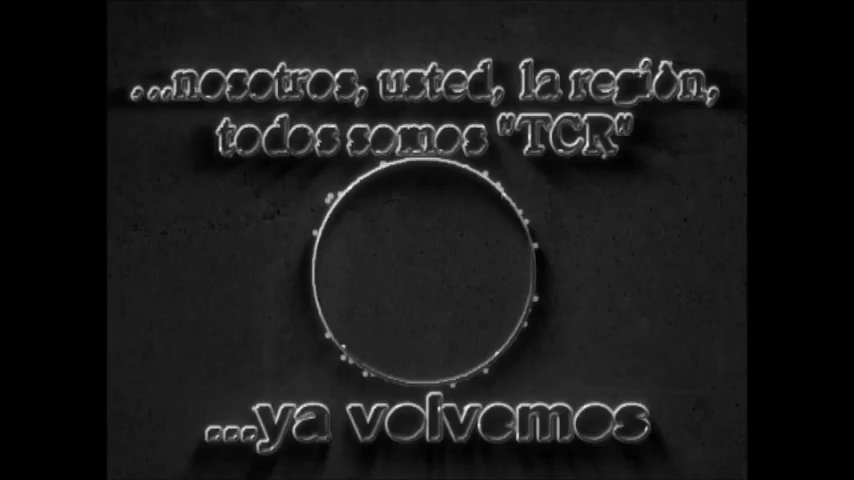 ...nosotros, usted, la región,
todos somos "TCR"
...ya volvemos